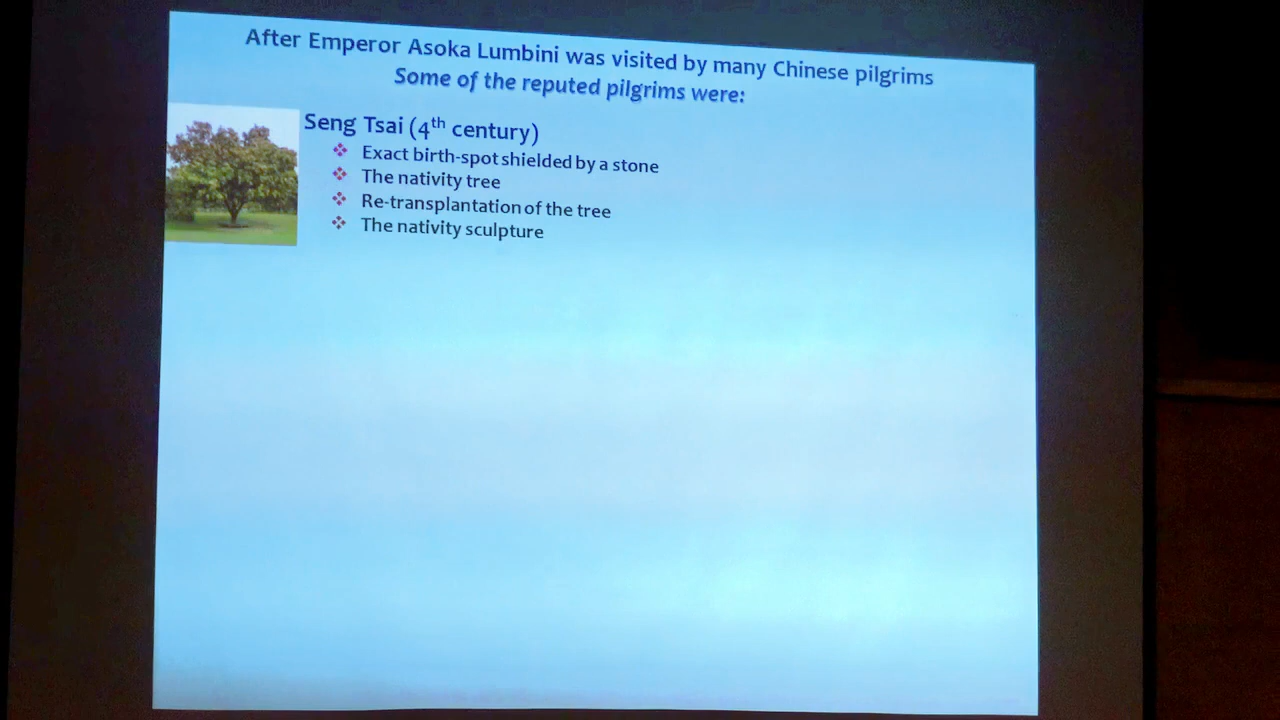 After Emperor Asoka Lumbini was visited by many Chinese pilgrims
Some of the reputed pilgrims were:
Seng Tsai (4th century)
Exact birth-spot shielded by a stone
The nativity tree
Re-transplantation of the tree
The nativity sculpture